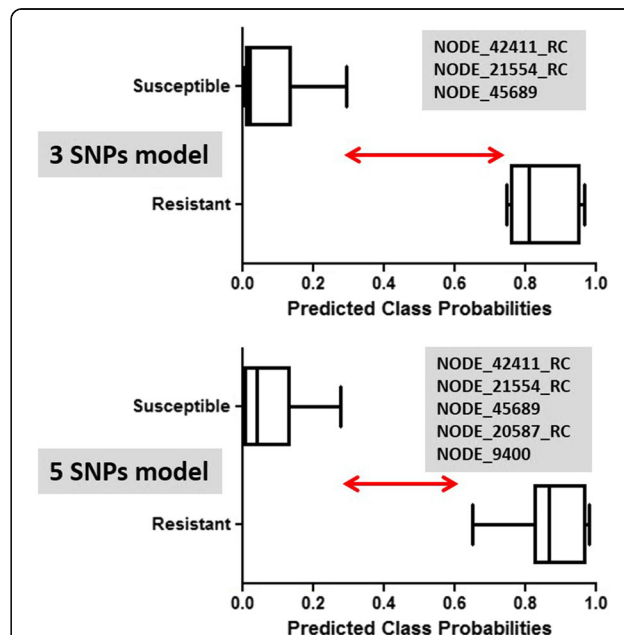 NODE_42411_RC
NODE_21554_RC
NODE_45689
Susceptible
3 SNPs model
Resistant
0.0 0.2 0.4 0.6 0.8 1.0
Predicted Class Probabilities
NODE_42411_RC
NODE_21554_RC
NODE_45689
NODE_20587_RC
NODE_9400
Susceptible
5 SNPs model
Resistant
0.0 0.2 0.4 0.6 0.8 1.0
Predicted Class Probabilities